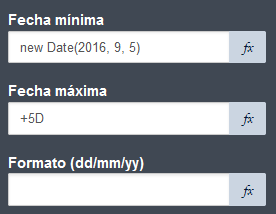 Fecha mínima
new Date(2016, 9, 5)
fx
Fecha máxima
+5D
fx
Formato (dd/mm/yy)
fx